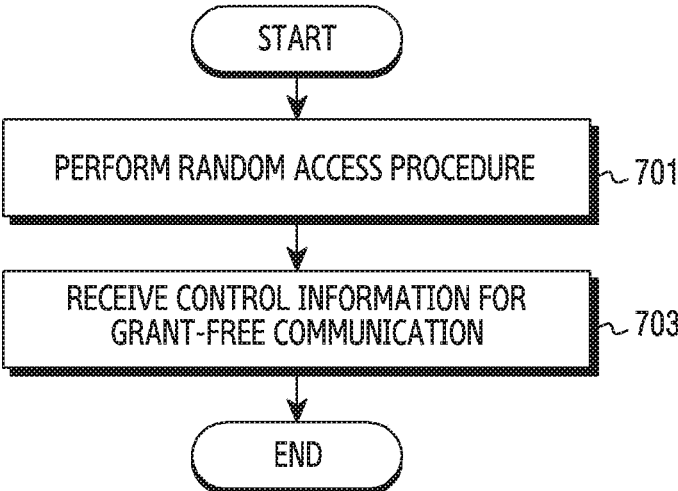 START
PERFORM RANDOM ACCESS PROCEDURE
701
RECEIVE CONTROL INFORMATION FOR
GRANT-FREE COMMUNICATION
703
END